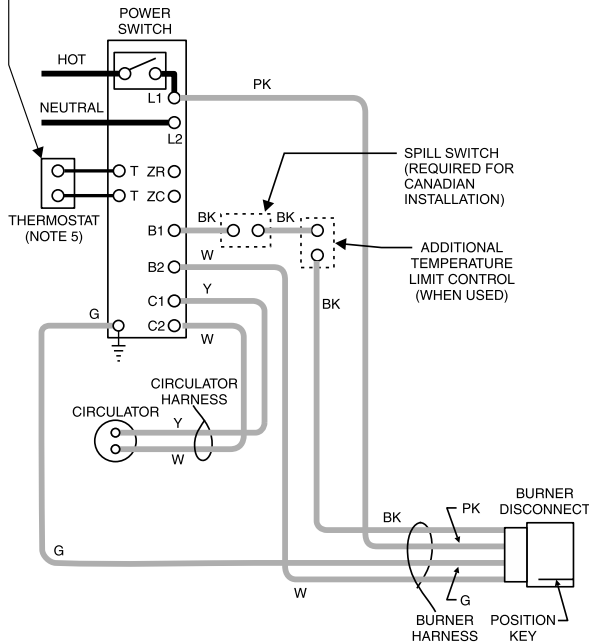 POWER
SWITCH
HOT
L1
PK
NEUTRAL
L2
T
ZR
T
ZC
THERMOSTAT
(NOTE 5)
SPILL SWITCH
(REQUIRED FOR
CANADIAN
INSTALLATION)
B1
BK
BK
ADDITIONAL
TEMPERATURE
LIMIT CONTROL
(WHEN USED)
B2
W
C1
Y
BK
G
C2
W
CIRCULATOR
HARNESS
CIRCULATOR
Y
W
BURNER
DISCONNECT
BK
PK
G
W
G
BURNER
HARNESS
POSITION
KEY